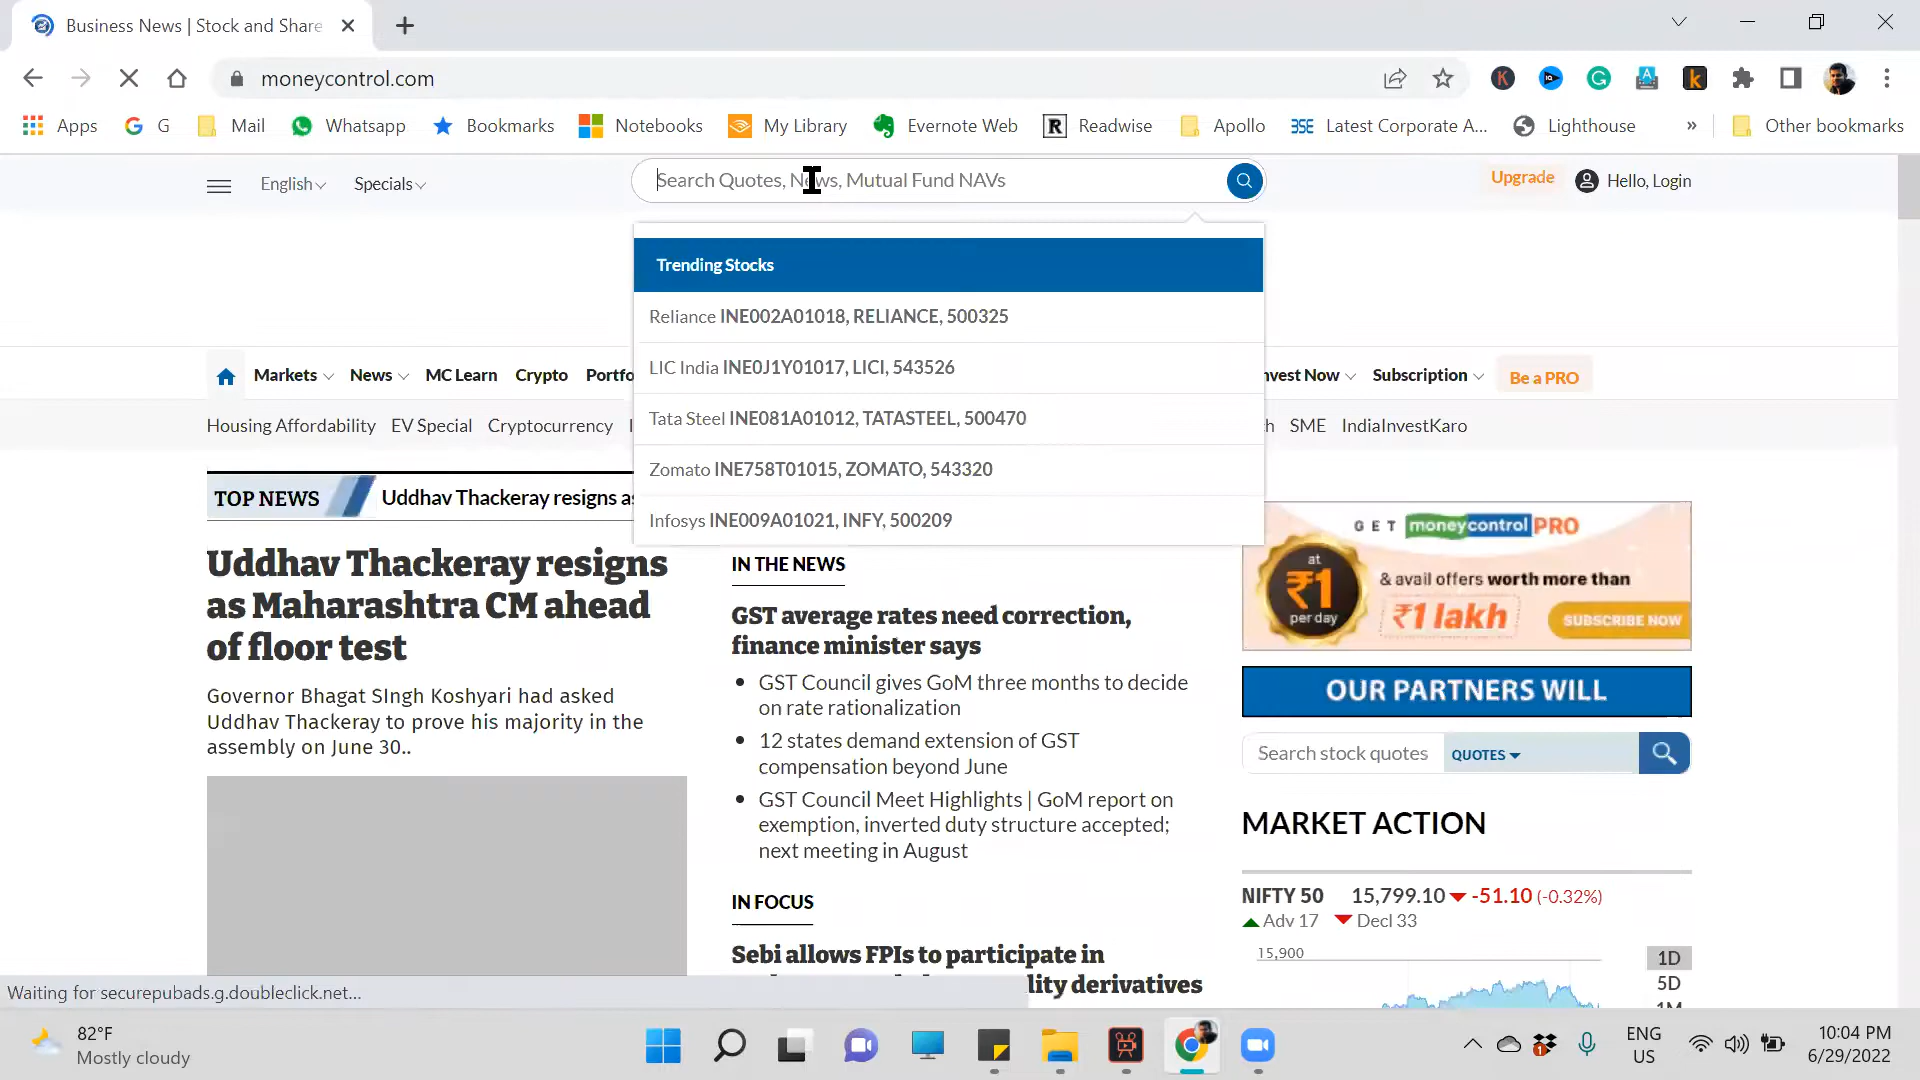 Business News | Stock and Share
moneycontrol.com
Apps G Mail Whatsapp Bookmarks Notebooks My Library Evernote Web Readwise Apollo Latest Corporate A... Lighthouse » Other bookmarks
English Specials
Search Quotes, News, Mutual Fund NAVs
Upgrade Hello, Login
Trending Stocks
Reliance INE002A01018, RELIANCE, 500325
LIC India INE0J1Y01017, LICI, 543526
Tata Steel INE081A01012, TATASTEEL, 500470
Zomato INE758T01015, ZOMATO, 543320
Infosys INE009A01021, INFY, 500209
Markets News MC Learn Crypto Portfo nvest Now Subscription Be a PRO
Housing Affordability EV Special Cryptocurrency SME IndiaInvestKaro
TOP NEWS Uddhav Thackeray resigns as
Uddhav Thackeray resigns
as Maharashtra CM ahead
of floor test
Governor Bhagat SIngh Koshyari had asked
Uddhav Thackeray to prove his majority in the
assembly on June 30..
IN THE NEWS
GST average rates need correction,
finance minister says
• GST Council gives GoM three months to decide
on rate rationalization
• 12 states demand extension of GST
compensation beyond June
• GST Council Meet Highlights | GoM report on
exemption, inverted duty structure accepted;
next meeting in August
IN FOCUS
Sebi allows FPIs to participate in
lity derivatives
GET moneycontrol PRO
at
₹1
per day
& avail offers worth more than
₹1 lakh
SUBSCRIBE NOW
OUR PARTNERS WILL
Search stock quotes QUOTES
MARKET ACTION
NIFTY 50 15,799.10 -51.10 (-0.32%)
Adv 17 Decl 33
15,900
1D
5D
1M
Waiting for securepubads.g.doubleclick.net...
82°F
Mostly cloudy
ENG
US
10:04 PM
6/29/2022